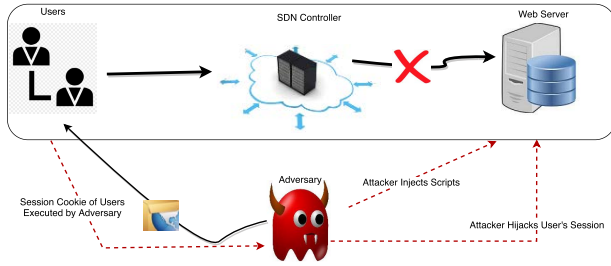 Users
SDN Controller
Web Server
Adversary
Attacker Injects Scripts
Session Cookie of Users
Executed by Adversary
Attacker Hijacks User's Session